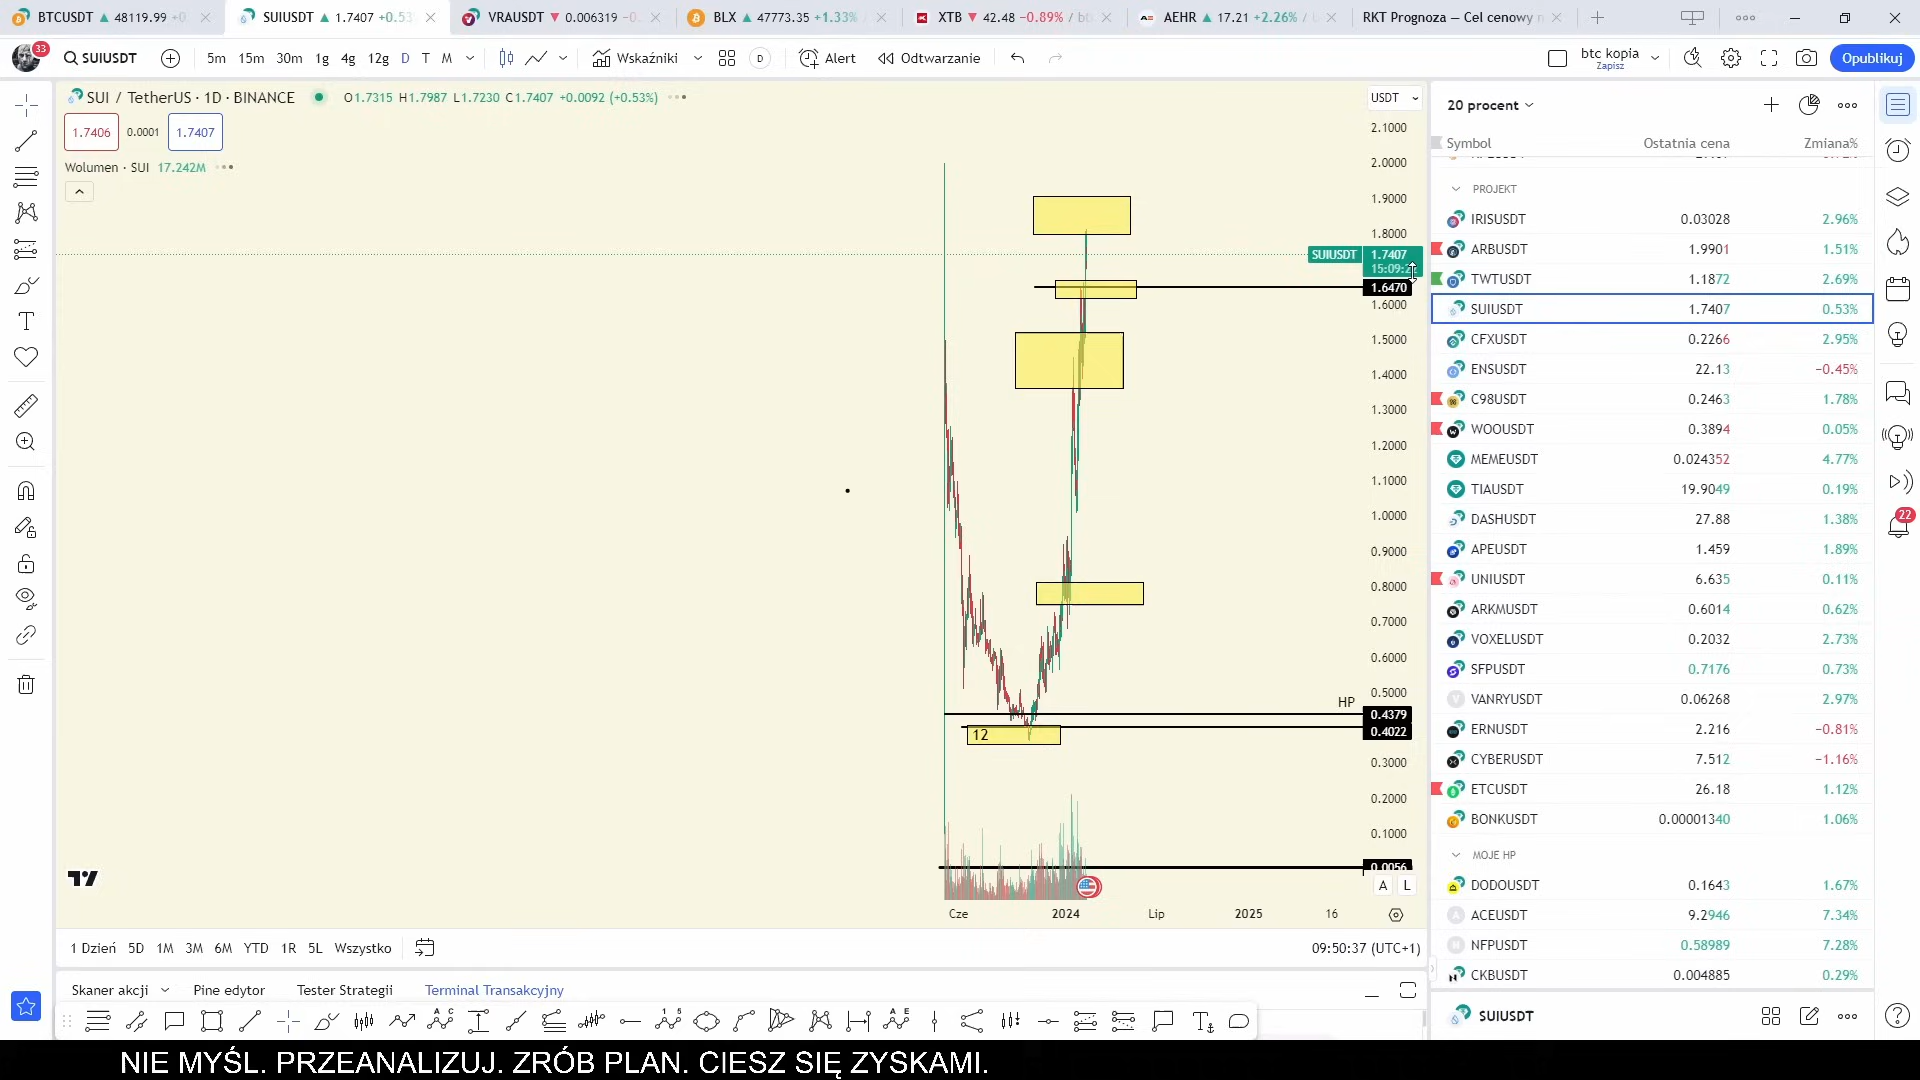 BTCUSDT ▲ 48119.99 +0.
SUIUSDT ▲ 1.7407 +0.53
VRAUSDT ▼ 0.006319 −0.
BLX ▲ 47773.35 +1.33%
XTB ▼ 42.48 −0.89% / bt
AEHR ▲ 17.21 +2.26% /
RKT Prognoza — Cel cenowy n
33
SUIUSDT
5m 15m 30m 1g 4g 12g D T M
Wskaźniki
D
Alert
Odtwarzanie
btc kopia
Zapisz
Opublikuj
SUI / TetherUS · 1D · BINANCE
O1.7315 H1.7987 L1.7230 C1.7407 +0.0092 (+0.53%)
USDT
1.7406 0.0001 1.7407
Wolumen · SUI 17.242M
2.1000
2.0000
1.9000
1.8000
SUIUSDT 1.7407
15:09:2
1.6470
1.6000
1.5000
1.4000
1.3000
1.2000
1.1000
1.0000
0.9000
0.8000
0.7000
0.6000
0.5000
HP
0.4379
0.4022
12
0.3000
0.2000
0.1000
0.0056
A L
Cze 2024 Lip 2025 16
1 Dzień 5D 1M 3M 6M YTD 1R 5L Wszystko
09:50:37 (UTC+1)
Skaner akcji Pine edytor Tester Strategii Terminal Transakcyjny
20 procent
Symbol Ostatnia cena Zmiana%
PROJEKT
IRISUSDT 0.03028 2.96%
ARBUSDT 1.9901 1.51%
TWTUSDT 1.1872 2.69%
SUIUSDT 1.7407 0.53%
CFXUSDT 0.2266 2.95%
ENSUSDT 22.13 −0.45%
C98USDT 0.2463 1.78%
WOOUSDT 0.3894 0.05%
MEMEUSDT 0.024352 4.77%
TIAUSDT 19.9049 0.19%
DASHUSDT 27.88 1.38%
APEUSDT 1.459 1.89%
UNIUSDT 6.635 0.11%
ARKMUSDT 0.6014 0.62%
VOXELUSDT 0.2032 2.73%
SFPUSDT 0.7176 0.73%
VANRYUSDT 0.06268 2.97%
ERNUSDT 2.216 −0.81%
CYBERUSDT 7.512 −1.16%
ETCUSDT 26.18 1.12%
BONKUSDT 0.00001340 1.06%
MOJE HP
DODOUSDT 0.1643 1.67%
ACEUSDT 9.2946 7.34%
NFPUSDT 0.58989 7.28%
CKBUSDT 0.004885 0.29%
SUIUSDT
22
NIE MYŚL. PRZEANALIZUJ. ZRÓB PLAN. CIESZ SIĘ ZYSKAMI.